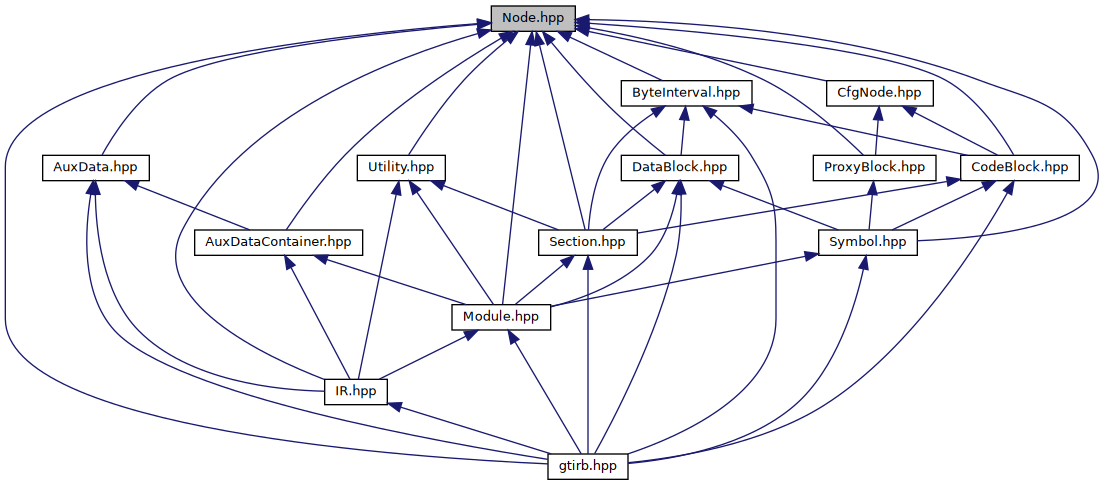 Node.hpp
ByteInterval.hpp
CfgNode.hpp
AuxData.hpp
Utility.hpp
DataBlock.hpp
ProxyBlock.hpp
CodeBlock.hpp
AuxDataContainer.hpp
Section.hpp
Symbol.hpp
Module.hpp
IR.hpp
gtirb.hpp